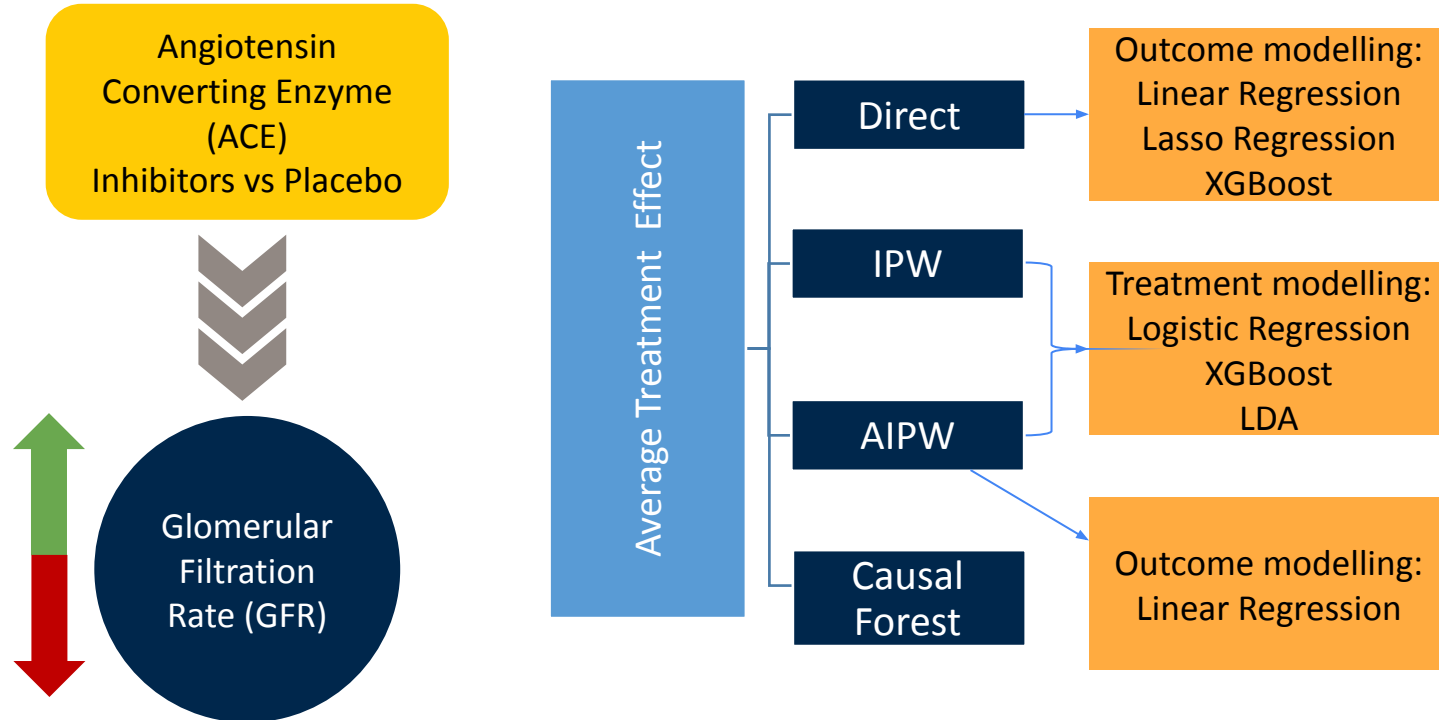 Angiotensin
Converting Enzyme
(ACE)
Inhibitors vs Placebo
Glomerular
Filtration
Rate (GFR)
Average Treatment Effect
Direct
IPW
AIPW
Causal
Forest
Outcome modelling:
Linear Regression
Lasso Regression
XGBoost
Treatment modelling:
Logistic Regression
XGBoost
LDA
Outcome modelling:
Linear Regression